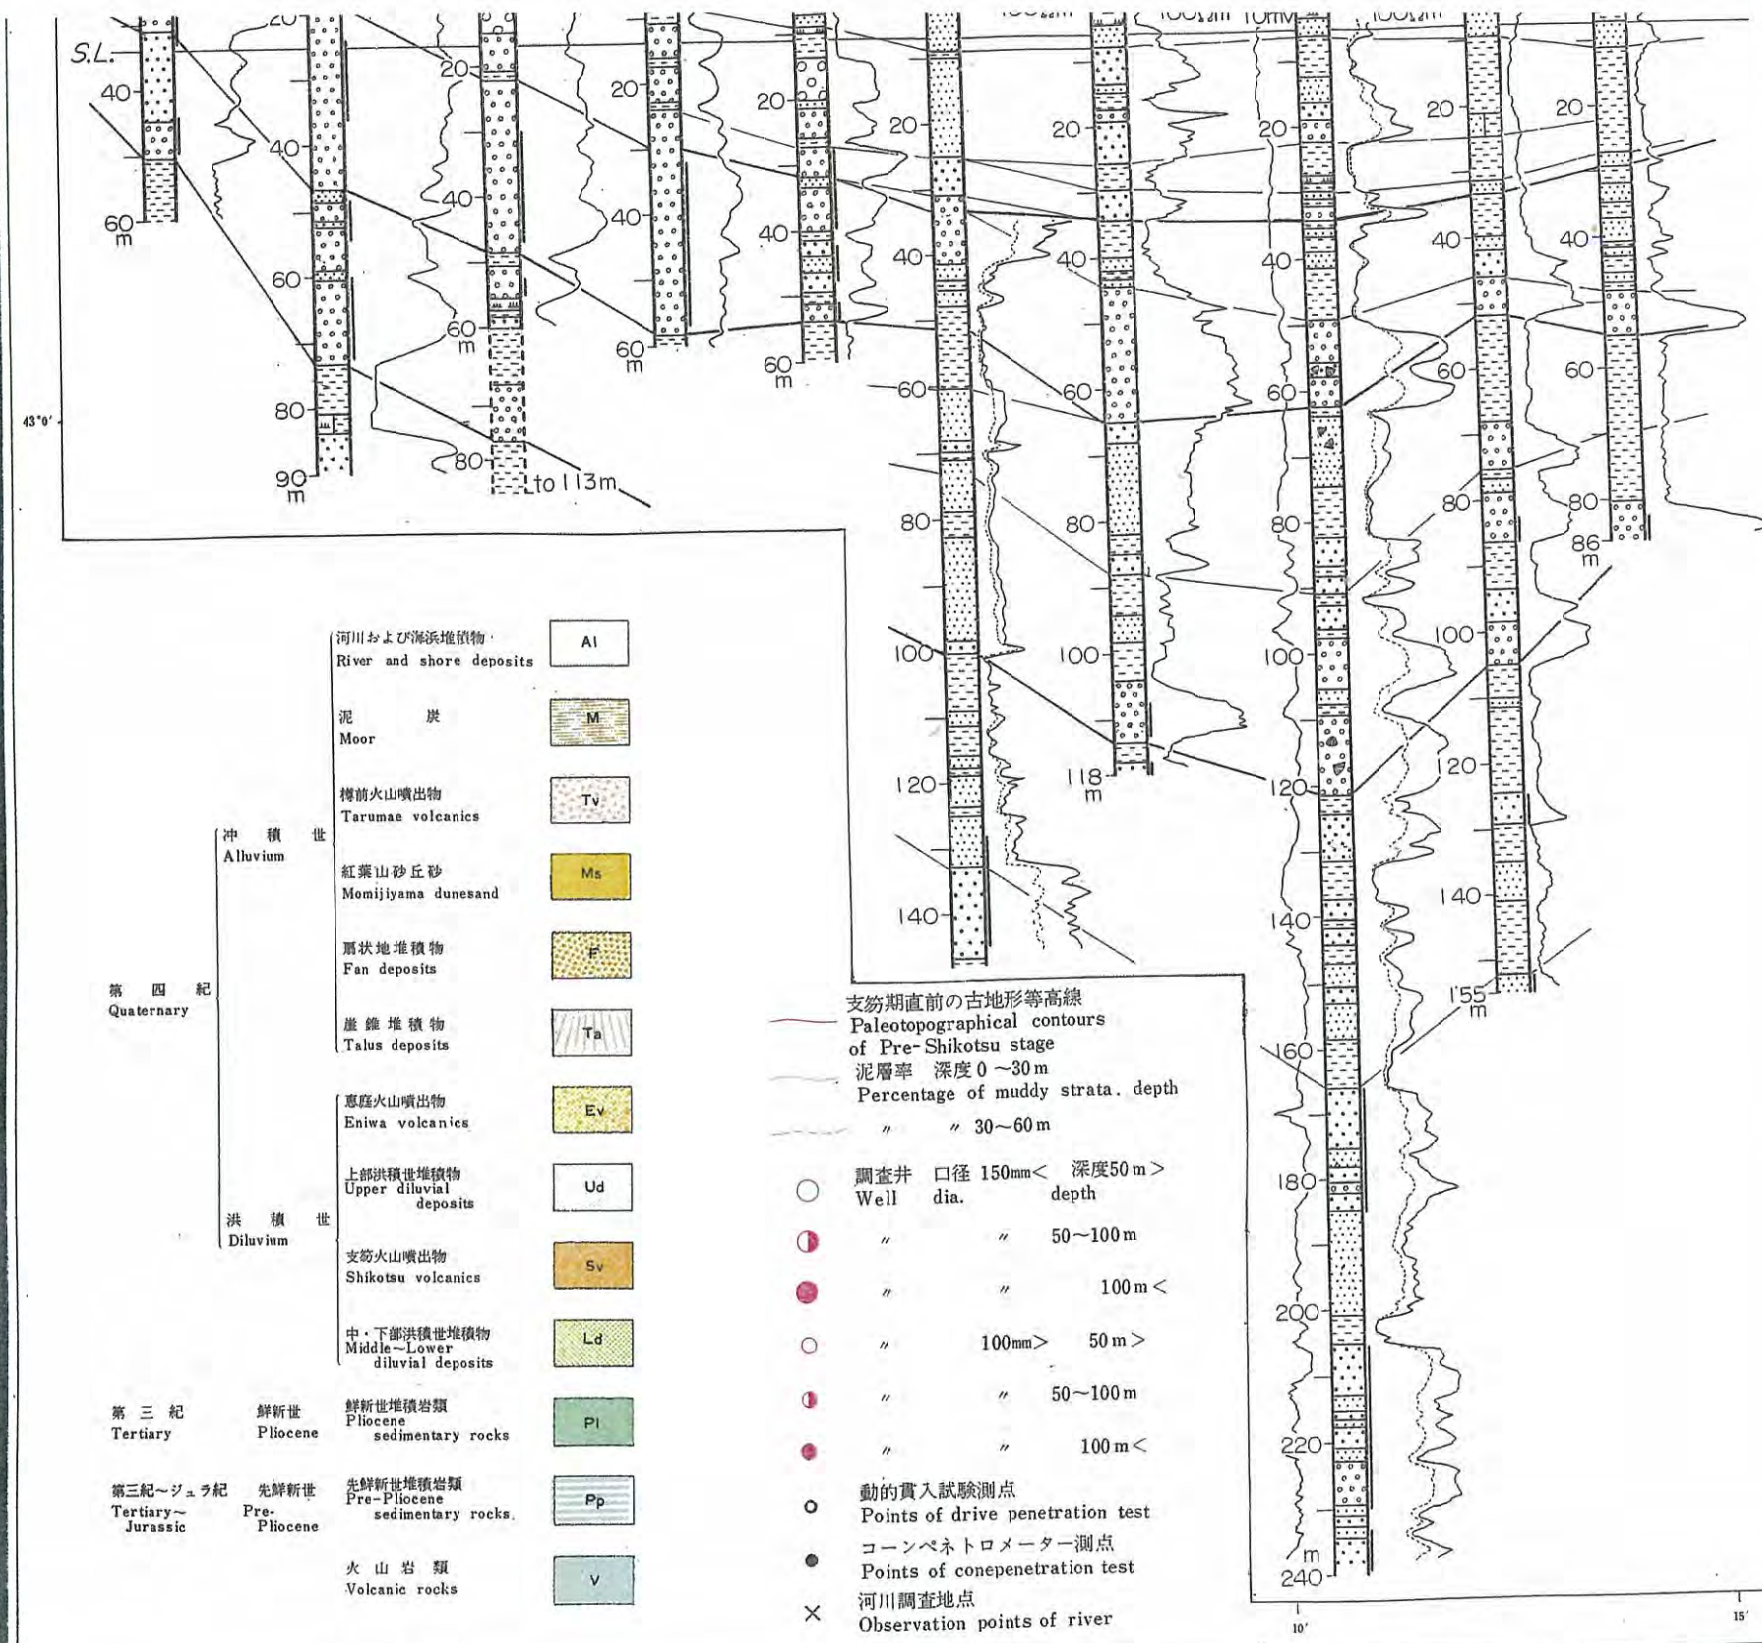 20
100Ωm
100Ωm 10mV
100Ωm
S.L.
40
60
m
40
60
80
90
m
20
40
60
m
80
to 113m
20
40
60
m
20
40
60
m
20
40
60
80
100
120
140
20
40
60
80
100
118
m
20
40
60
80
100
120
140
160
180
200
220
m
240
20
40
60
80
100
120
140
155
m
20
40
60
80
86
m
43°0′
10′
15′
第四紀
Quaternary
冲積世
Alluvium
河川および海浜堆積物
River and shore deposits
Al
泥炭
Moor
M
樽前火山噴出物
Tarumae volcanics
Tv
紅葉山砂丘砂
Momijiyama dunesand
Ms
扇状地堆積物
Fan deposits
F
崖錐堆積物
Talus deposits
Ta
洪積世
Diluvium
恵庭火山噴出物
Eniwa volcanics
Ev
上部洪積世堆積物
Upper diluvial
deposits
Ud
支笏火山噴出物
Shikotsu volcanics
Sv
中・下部洪積世堆積物
Middle~Lower
diluvial deposits
Ld
第三紀 鮮新世 鮮新世堆積岩類
Tertiary Pliocene Pliocene
sedimentary rocks
Pl
第三紀~ジュラ紀 先鮮新世 先鮮新世堆積岩類
Tertiary~ Pre- Pre-Pliocene
Jurassic Pliocene sedimentary rocks.
Pp
火山岩類
Volcanic rocks
V
支笏期直前の古地形等高線
Paleotopographical contours
of Pre-Shikotsu stage
泥層率 深度0~30m
Percentage of muddy strata. depth
〃 〃 30~60m
調査井 口径 150mm< 深度50m>
Well dia. depth
〃 〃 50~100m
〃 〃 100m<
〃 100mm> 50m>
〃 〃 50~100m
〃 〃 100m<
動的貫入試験測点
Points of drive penetration test
コーンペネトロメーター測点
Points of conepenetration test
河川調査地点
Observation points of river